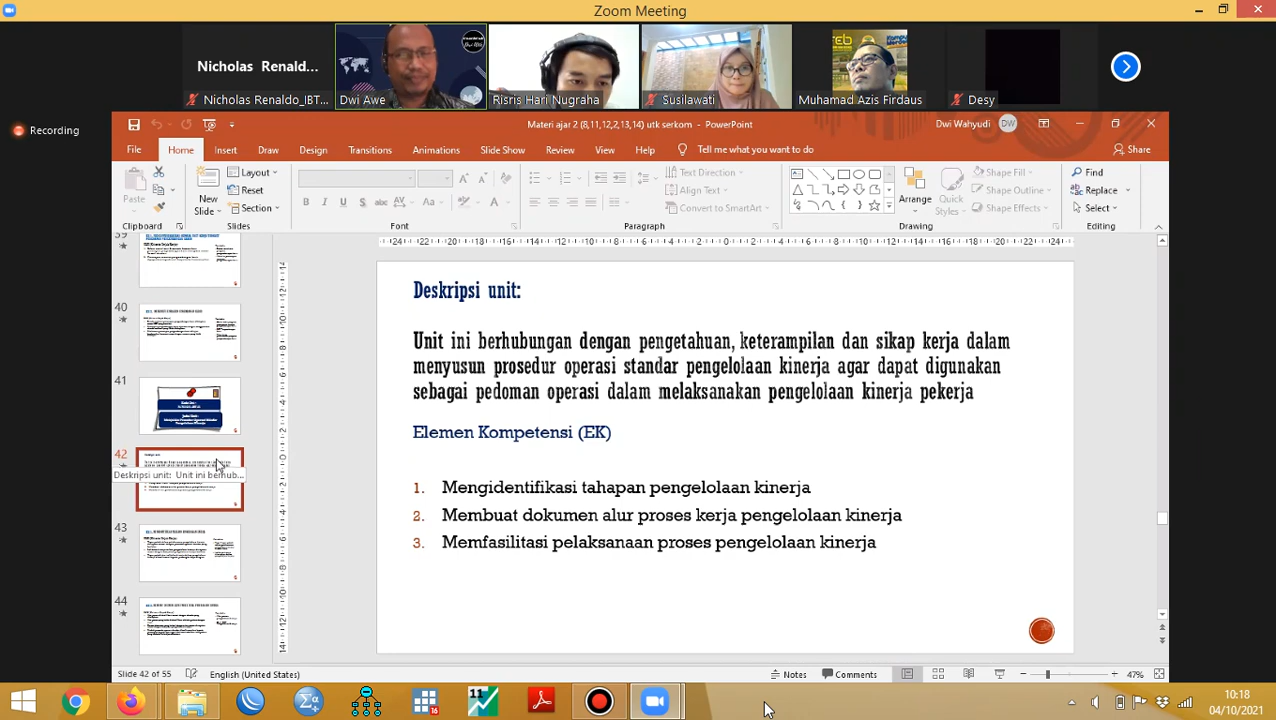 Zoom Meeting
Nicholas Renaldo...
Nicholas Renaldo_IBT...
Dwi Awe
Risris Hari Nugraha
Susilawati
Muhamad Azis Firdaus
Desy
Recording
Materi ajar 2 (8,11,12,2,13,14) utk serkom - PowerPoint
Dwi Wahyudi
DW
File
Home
Insert
Draw
Design
Transitions
Animations
Slide Show
Review
View
Help
Tell me what you want to do
Share
Paste
Clipboard
New Slide
Layout
Reset
Section
Slides
Font
Text Direction
Align Text
Convert to SmartArt
Paragraph
Arrange
Quick Styles
Shape Fill
Shape Outline
Shape Effects
Drawing
Find
Replace
Select
Editing
39
40
41
42
Deskripsi unit: Unit ini berhub...
43
44
Deskripsi unit:
Unit ini berhubungan dengan pengetahuan, keterampilan dan sikap kerja dalam
menyusun prosedur operasi standar pengelolaan kinerja agar dapat digunakan
sebagai pedoman operasi dalam melaksanakan pengelolaan kinerja pekerja
Elemen Kompetensi (EK)
1. Mengidentifikasi tahapan pengelolaan kinerja
2. Membuat dokumen alur proses kerja pengelolaan kinerja
3. Memfasilitasi pelaksanaan proses pengelolaan kinerja
Slide 42 of 55
English (United States)
Notes
Comments
47%
10:18
04/10/2021